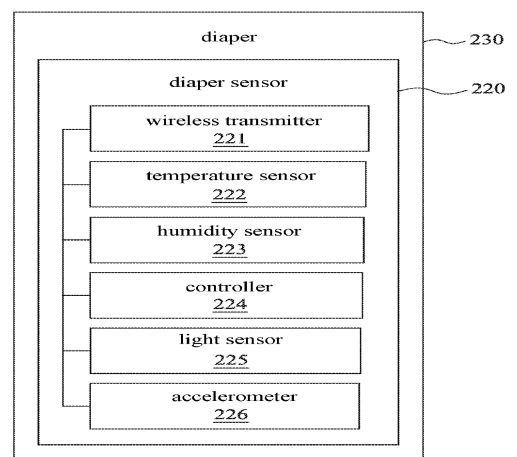 diaper
230
diaper sensor
220
wireless transmitter
221
temperature sensor
222
humidity sensor
223
controller
224
light sensor
225
accelerometer
226